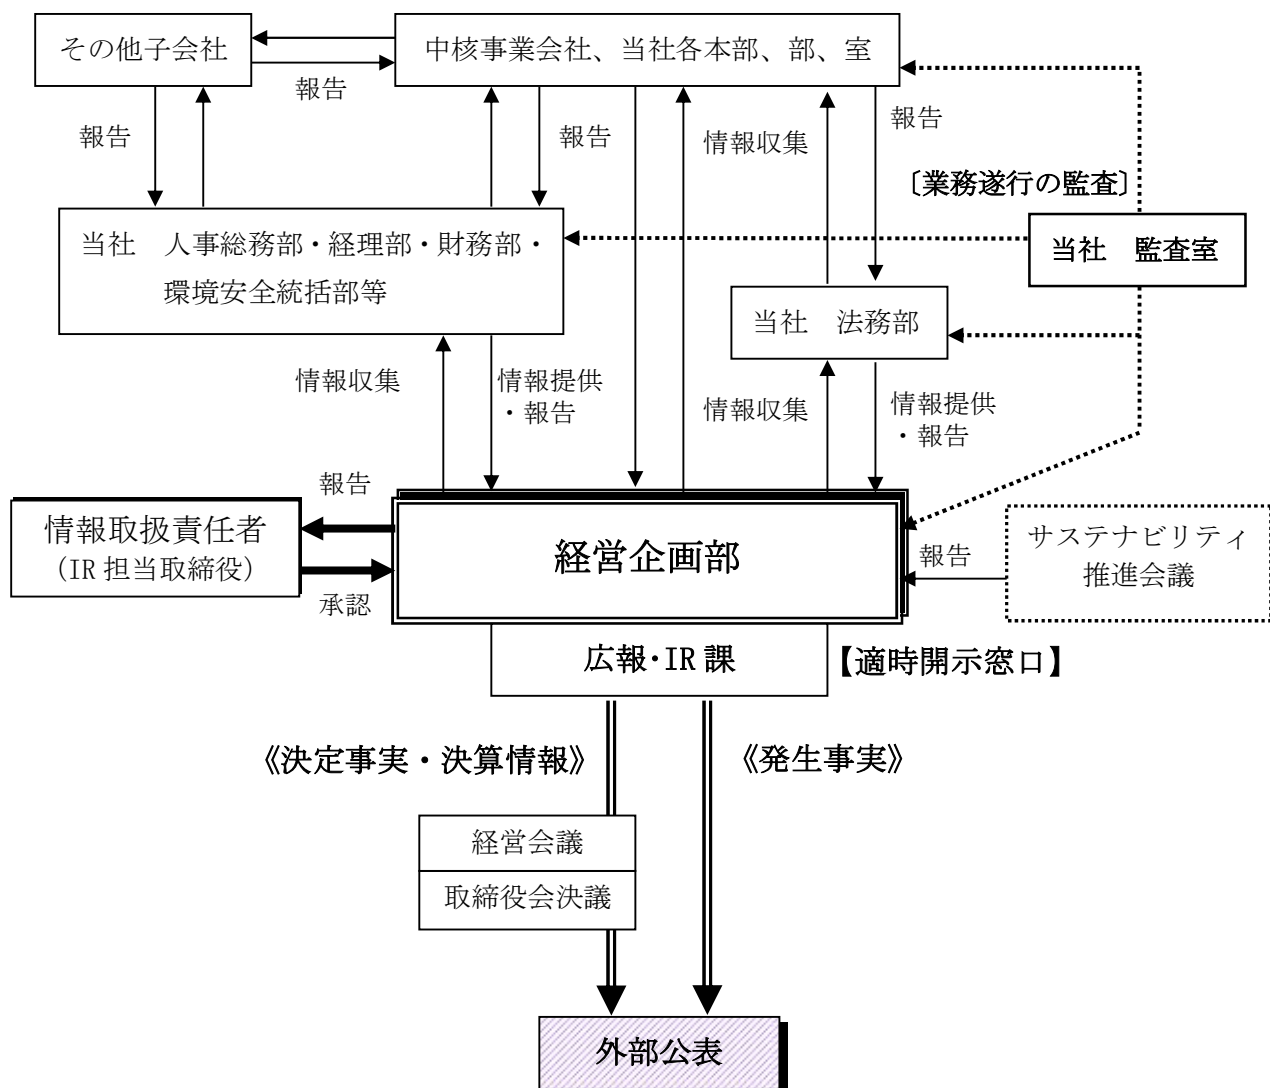 その他子会社
中核事業会社、当社各本部、部、室
報告
報告
報告
情報収集
報告
〔業務遂行の監査〕
当社　人事総務部・経理部・財務部・
環境安全統括部等
当社　監査室
当社　法務部
情報収集
情報提供
・報告
情報収集
情報提供
・報告
報告
情報取扱責任者
（IR 担当取締役）
承認
経営企画部
報告
サステナビリティ
推進会議
広報・IR 課
【適時開示窓口】
《決定事実・決算情報》
《発生事実》
経営会議
取締役会決議
外部公表